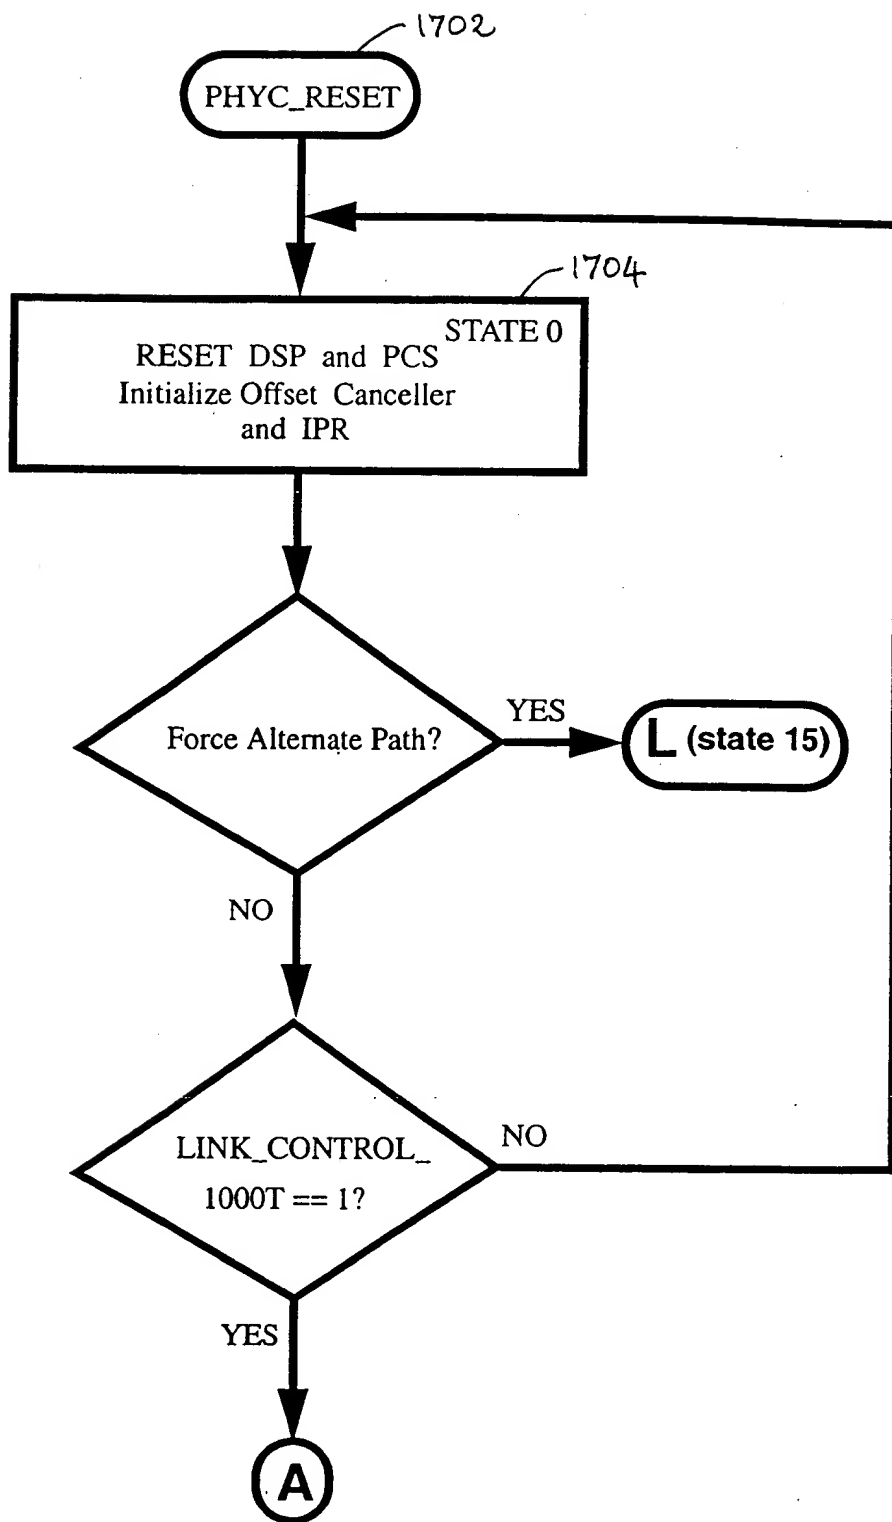 1702
PHYC_RESET
1704
STATE 0
RESET DSP and PCS
Initialize Offset Canceller
and IPR
Force Alternate Path?
YES
L (state 15)
NO
LINK_CONTROL_
1000T == 1?
NO
YES
A